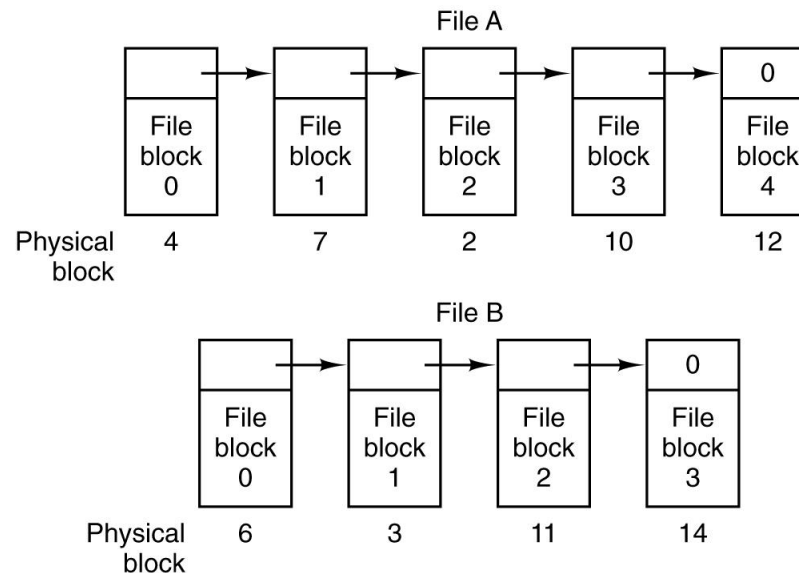 File A
0
File block 0
File block 1
File block 2
File block 3
File block 4
Physical block
4 7 2 10 12
File B
0
File block 0
File block 1
File block 2
File block 3
Physical block
6 3 11 14